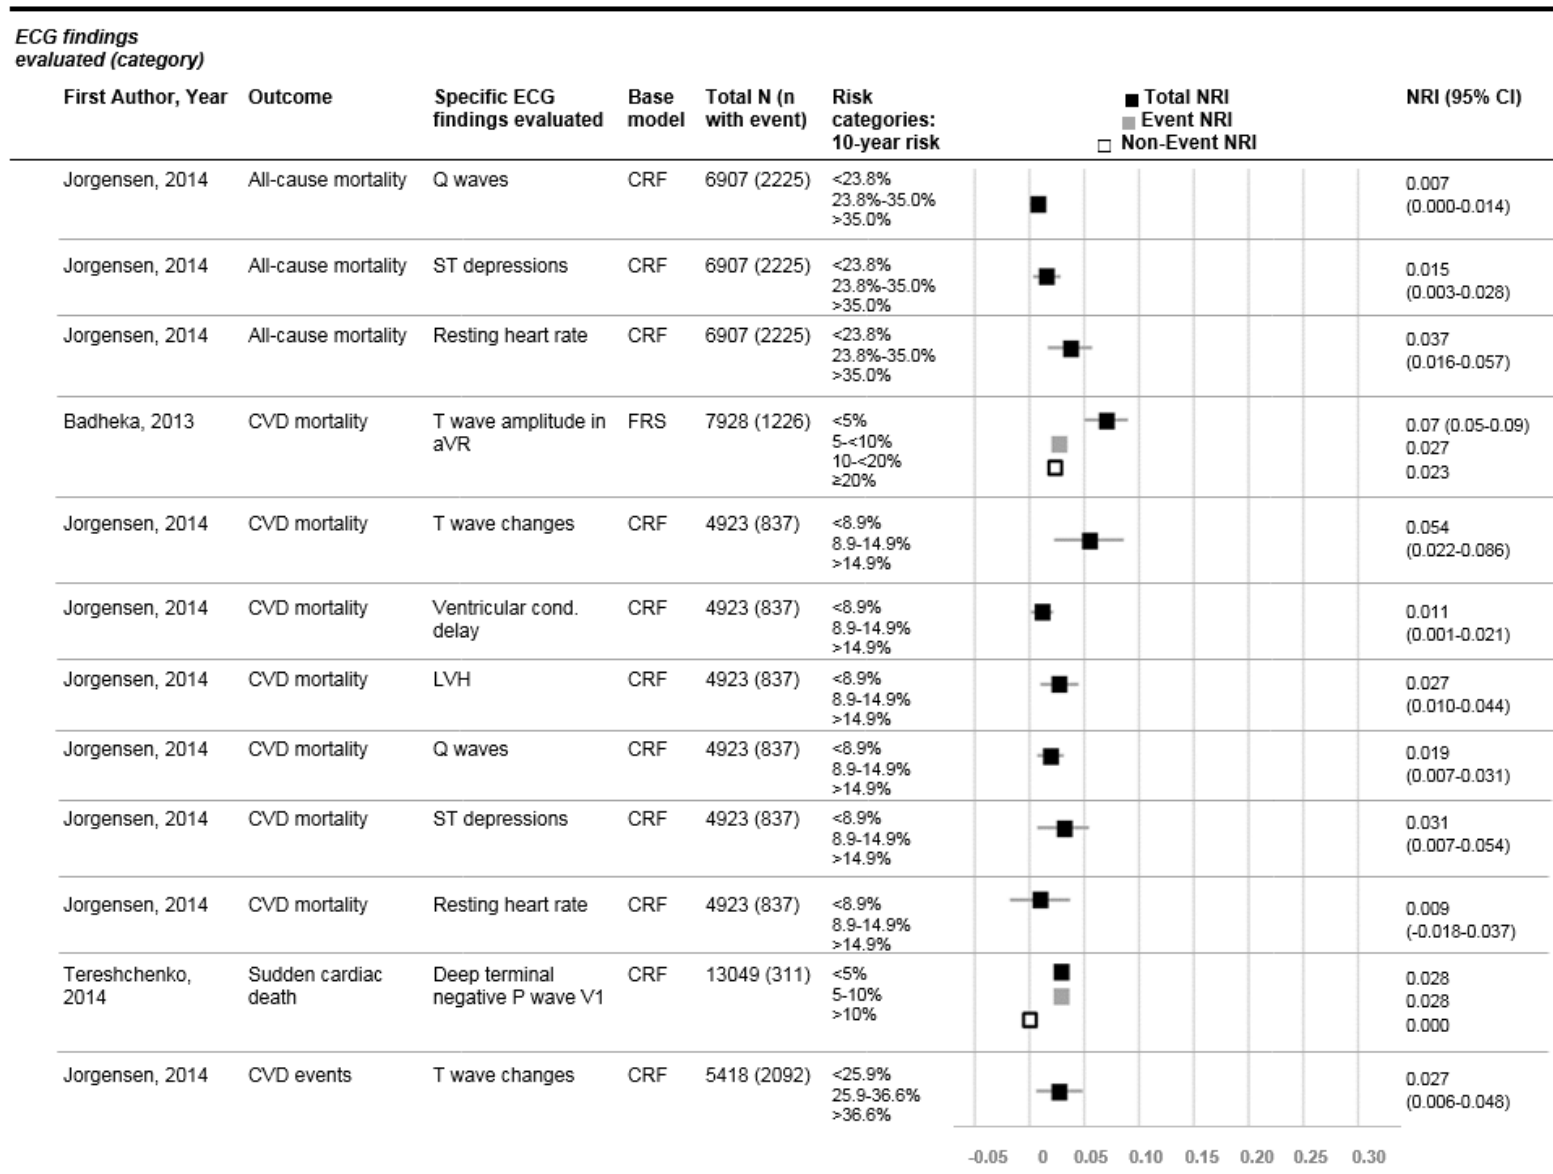 ECG findings
evaluated (category)
First Author, Year Outcome Specific ECG findings evaluated Base model Total N (n with event) Risk categories: 10-year risk Total NRI Event NRI Non-Event NRI NRI (95% CI)
Jorgensen, 2014 All-cause mortality Q waves CRF 6907 (2225) <23.8% 0.007
23.8%-35.0% (0.000-0.014)
>35.0%
Jorgensen, 2014 All-cause mortality ST depressions CRF 6907 (2225) <23.8% 0.015
23.8%-35.0% (0.003-0.028)
>35.0%
Jorgensen, 2014 All-cause mortality Resting heart rate CRF 6907 (2225) <23.8% 0.037
23.8%-35.0% (0.016-0.057)
>35.0%
Badheka, 2013 CVD mortality T wave amplitude in FRS 7928 (1226) <5% 0.07 (0.05-0.09)
aVR 5-<10% 0.027
10-<20% 0.023
≥20%
Jorgensen, 2014 CVD mortality T wave changes CRF 4923 (837) <8.9% 0.054
8.9-14.9% (0.022-0.086)
>14.9%
Jorgensen, 2014 CVD mortality Ventricular cond. CRF 4923 (837) <8.9% 0.011
delay 8.9-14.9% (0.001-0.021)
>14.9%
Jorgensen, 2014 CVD mortality LVH CRF 4923 (837) <8.9% 0.027
8.9-14.9% (0.010-0.044)
>14.9%
Jorgensen, 2014 CVD mortality Q waves CRF 4923 (837) <8.9% 0.019
8.9-14.9% (0.007-0.031)
>14.9%
Jorgensen, 2014 CVD mortality ST depressions CRF 4923 (837) <8.9% 0.031
8.9-14.9% (0.007-0.054)
>14.9%
Jorgensen, 2014 CVD mortality Resting heart rate CRF 4923 (837) <8.9% 0.009
8.9-14.9% (-0.018-0.037)
>14.9%
Tereshchenko, Sudden cardiac Deep terminal CRF 13049 (311) <5% 0.028
2014 death negative P wave V1 5-10% 0.028
>10% 0.000
Jorgensen, 2014 CVD events T wave changes CRF 5418 (2092) <25.9% 0.027
25.9-36.6% (0.006-0.048)
>36.6%
-0.05 0 0.05 0.10 0.15 0.20 0.25 0.30